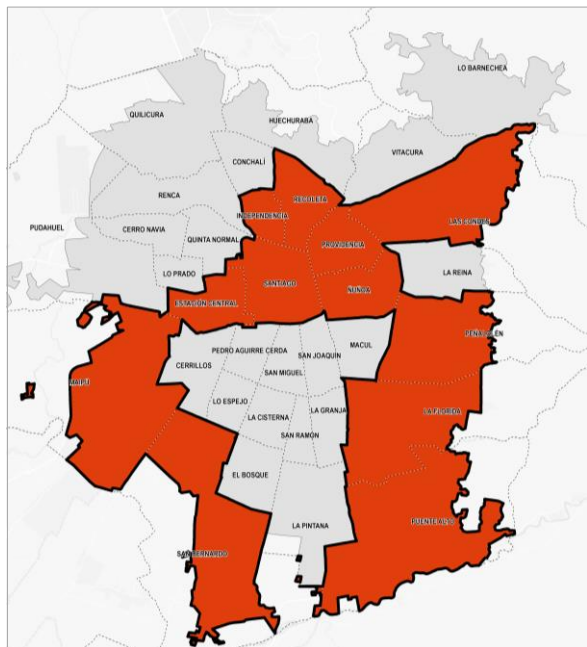 LO BARNECHEA
QUILICURA
HUECHURABA
VITACURA
CONCHALÍ
RENCA
RECOLETA
INDEPENDENCIA
LAS CONDES
PUDAHUEL
CERRO NAVIA
QUINTA NORMAL
PROVIDENCIA
LO PRADO
LA REINA
SANTIAGO
ÑUÑOA
ESTACIÓN CENTRAL
PEÑALOLÉN
MACUL
PEDRO AGUIRRE CERDA
SAN JOAQUÍN
CERRILLOS
SAN MIGUEL
MAIPÚ
LO ESPEJO
LA GRANJA
LA FLORIDA
LA CISTERNA
SAN RAMÓN
EL BOSQUE
PUENTE ALTO
LA PINTANA
SAN BERNARDO